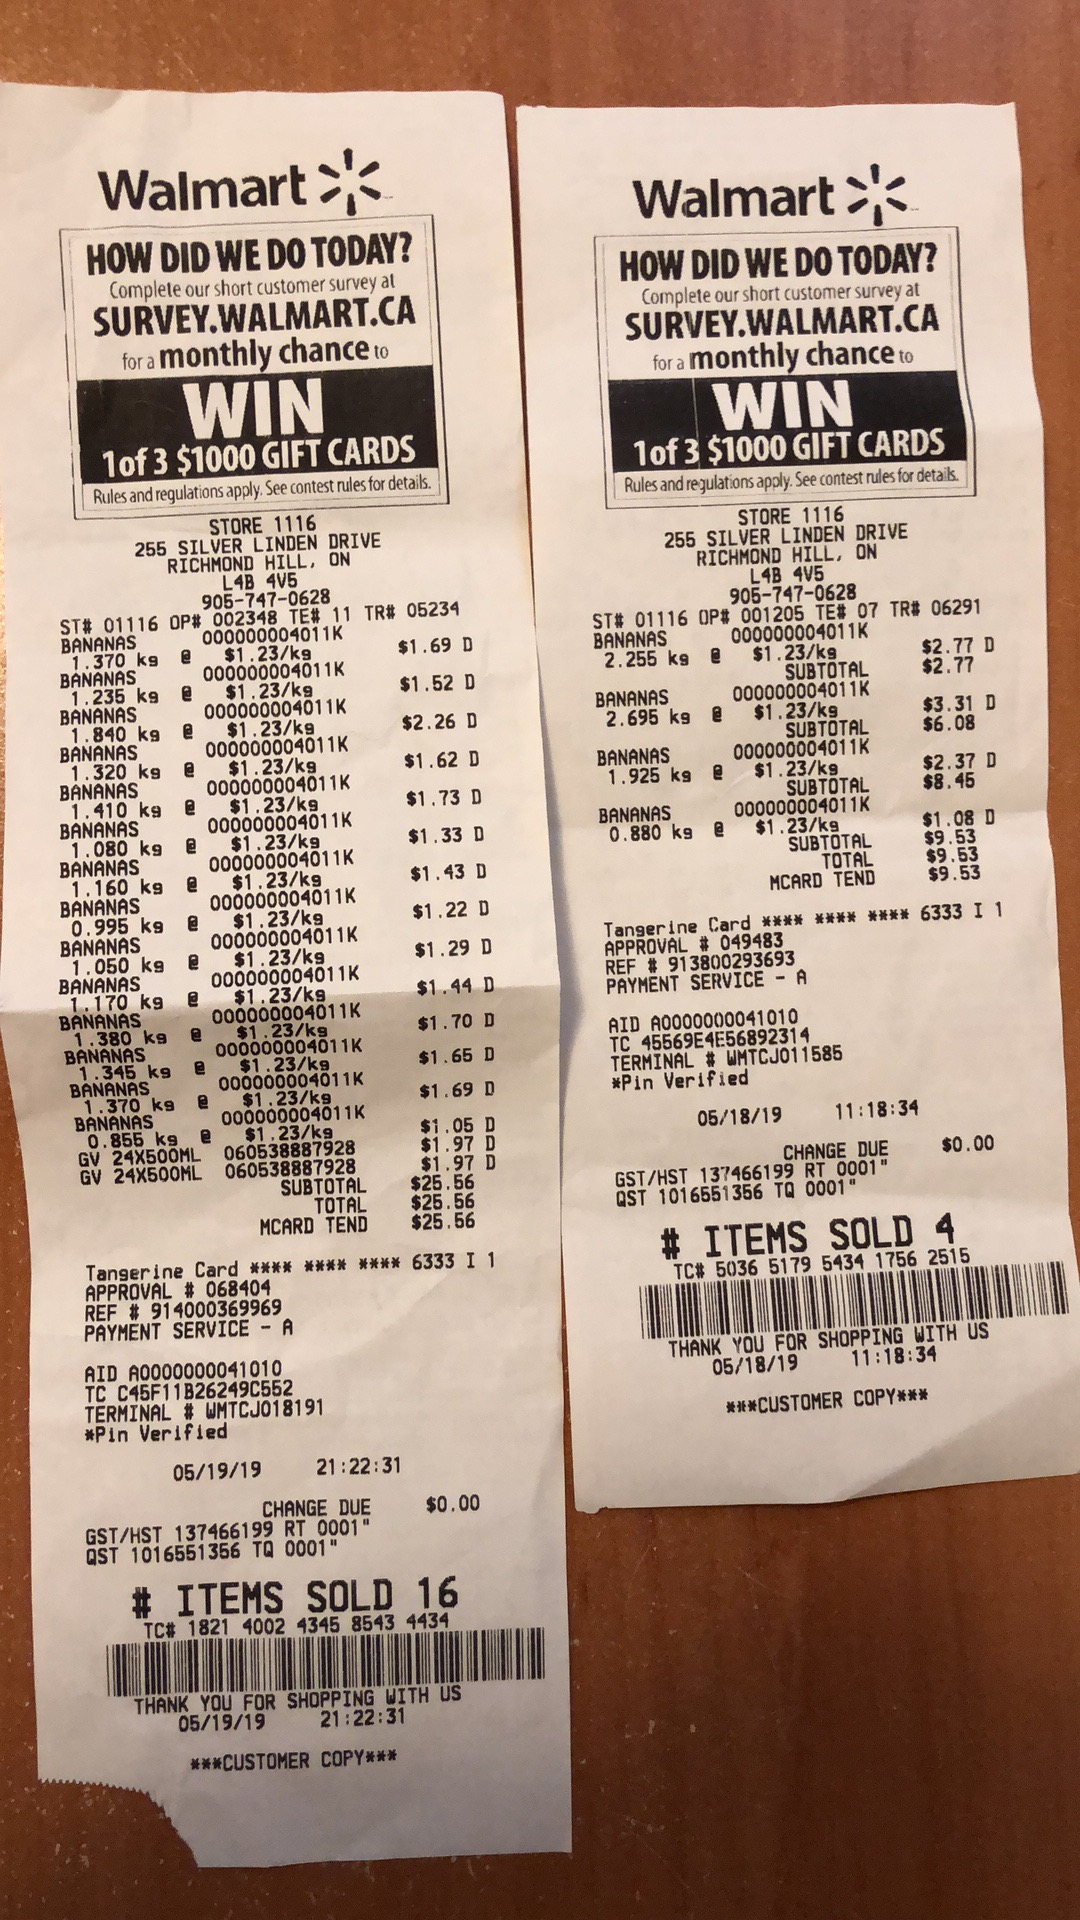 Walmart
HOW DID WE DO TODAY?
Complete our short customer survey at
SURVEY.WALMART.CA
for a monthly chance to
WIN
1 of 3 $1000 GIFT CARDS
Rules and regulations apply. See contest rules for details.
STORE 1116
255 SILVER LINDEN DRIVE
RICHMOND HILL, ON
L4B 4V5
905-747-0628
ST# 01116 OP# 002348 TE# 11 TR# 05234
BANANAS 000000004011K
1.370 kg @ $1.23/kg $1.69 D
BANANAS 000000004011K
1.235 kg @ $1.23/kg $1.52 D
BANANAS 000000004011K
1.840 kg @ $1.23/kg $2.26 D
BANANAS 000000004011K
1.320 kg @ $1.23/kg $1.62 D
BANANAS 000000004011K
1.410 kg @ $1.23/kg $1.73 D
BANANAS 000000004011K
1.080 kg @ $1.23/kg $1.33 D
BANANAS 000000004011K
1.160 kg @ $1.23/kg $1.43 D
BANANAS 000000004011K
0.995 kg @ $1.23/kg $1.22 D
BANANAS 000000004011K
1.050 kg @ $1.23/kg $1.29 D
BANANAS 000000004011K
1.170 kg @ $1.23/kg $1.44 D
BANANAS 000000004011K
1.380 kg @ $1.23/kg $1.70 D
BANANAS 000000004011K
1.345 kg @ $1.23/kg $1.65 D
BANANAS 000000004011K
1.370 kg @ $1.23/kg $1.69 D
BANANAS 000000004011K
0.855 kg @ $1.23/kg $1.05 D
GV 24X500ML 060538887928 $1.97 D
GV 24X500ML 060538887928 $1.97 D
SUBTOTAL $25.56
TOTAL $25.56
MCARD TEND $25.56
Tangerine Card **** **** **** 6333 I 1
APPROVAL # 068404
REF # 914000369969
PAYMENT SERVICE - A
AID A0000000041010
TC C45F11B26249C552
TERMINAL # WMTCJ018191
*Pin Verified
05/19/19 21:22:31
CHANGE DUE $0.00
GST/HST 137466199 RT 0001"
QST 1016551356 TQ 0001"
# ITEMS SOLD 16
TC# 1821 4002 4345 8543 4434
THANK YOU FOR SHOPPING WITH US
05/19/19 21:22:31
***CUSTOMER COPY***
Walmart
HOW DID WE DO TODAY?
Complete our short customer survey at
SURVEY.WALMART.CA
for a monthly chance to
WIN
1 of 3 $1000 GIFT CARDS
Rules and regulations apply. See contest rules for details.
STORE 1116
255 SILVER LINDEN DRIVE
RICHMOND HILL, ON
L4B 4V5
905-747-0628
ST# 01116 OP# 001205 TE# 07 TR# 06291
BANANAS 000000004011K
2.255 kg @ $1.23/kg $2.77 D
SUBTOTAL $2.77
BANANAS 000000004011K
2.695 kg @ $1.23/kg $3.31 D
SUBTOTAL $6.08
BANANAS 000000004011K
1.925 kg @ $1.23/kg $2.37 D
SUBTOTAL $8.45
BANANAS 000000004011K
0.880 kg @ $1.23/kg $1.08 D
SUBTOTAL $9.53
TOTAL $9.53
MCARD TEND $9.53
Tangerine Card **** **** **** 6333 I 1
APPROVAL # 049483
REF # 913800293693
PAYMENT SERVICE - A
AID A0000000041010
TC 45569E4E56892314
TERMINAL # WMTCJ011585
*Pin Verified
05/18/19 11:18:34
CHANGE DUE $0.00
GST/HST 137466199 RT 0001"
QST 1016551356 TQ 0001"
# ITEMS SOLD 4
TC# 5036 5179 5434 1756 2515
THANK YOU FOR SHOPPING WITH US
05/18/19 11:18:34
***CUSTOMER COPY***